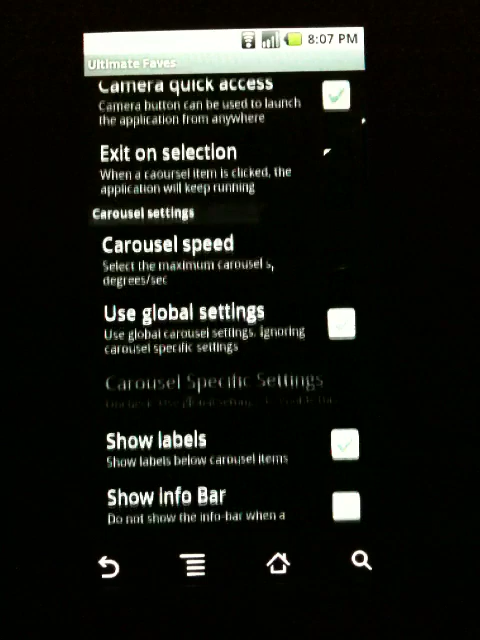 8:07 PM
Ultimate Faves
Camera quick access
Camera button can be used to launch
the application from anywhere
Exit on selection
When a caoursel item is clicked, the
application will keep running
Carousel settings
Carousel speed
Select the maximum carousel s,
degrees/sec
Use global settings
Use global carousel settings, ignoring
carousel specific settings
Carousel Specific Settings
Show labels
Show labels below carousel items
Show info Bar
Do not show the info-bar when a